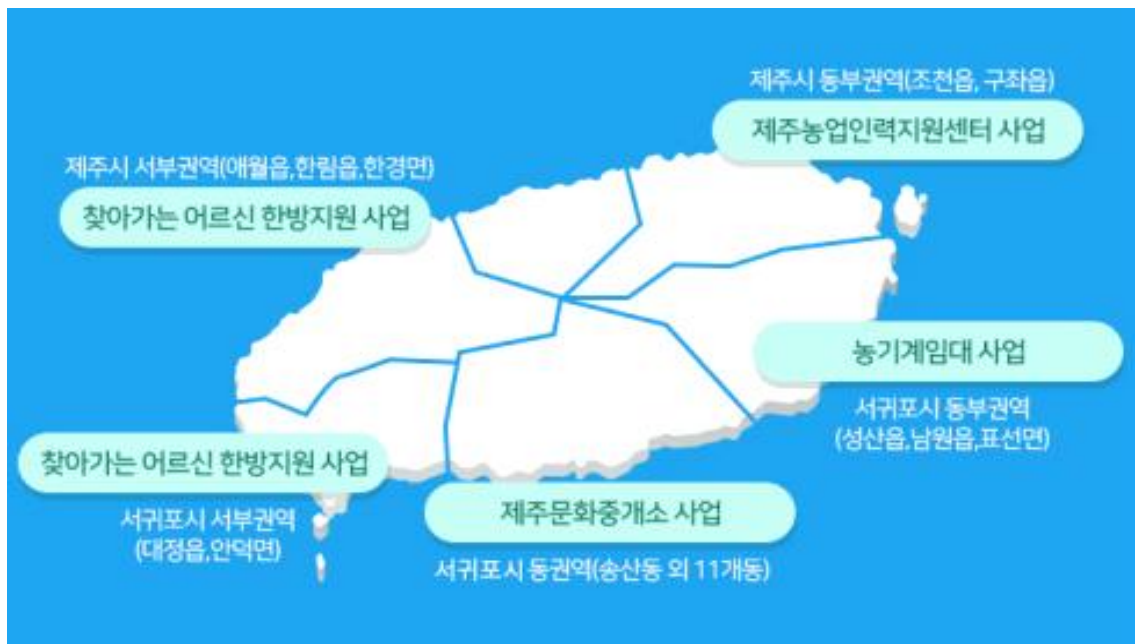 제주시 동부권역(조천읍, 구좌읍)
제주농업인력지원센터 사업
제주시 서부권역(애월읍,한림읍,한경면)
찾아가는 어르신 한방지원 사업
농기계임대 사업
서귀포시 동부권역
(성산읍,남원읍,표선면)
찾아가는 어르신 한방지원 사업
서귀포시 서부권역
(대정읍,안덕면)
제주문화중개소 사업
서귀포시 동권역(송산동 외 11개동)